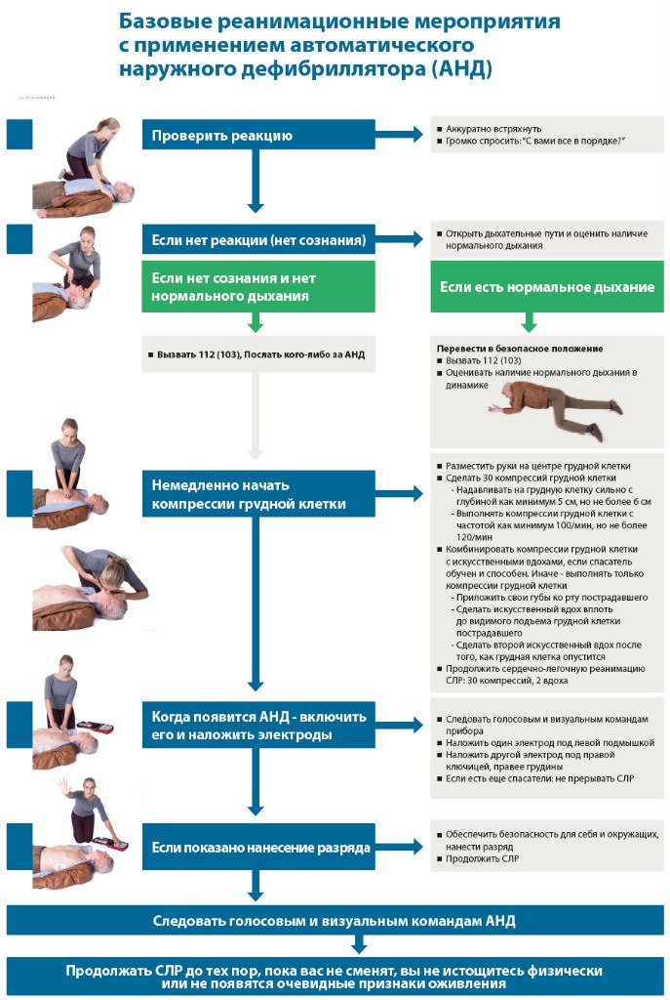 Базовые реанимационные мероприятия
с применением автоматического
наружного дефибриллятора (АНД)
Проверить реакцию
▪ Аккуратно встряхнуть
▪ Громко спросить: “С вами все в порядке?”
Если нет реакции (нет сознания)
▪ Открыть дыхательные пути и оценить наличие
нормального дыхания
Если нет сознания и нет
нормального дыхания
Если есть нормальное дыхание
▪ Вызвать 112 (103), Послать кого-либо за АНД
Перевести в безопасное положение
▪ Вызвать 112 (103)
▪ Оценивать наличие нормального дыхания в
динамике
Немедленно начать
компрессии грудной клетки
▪ Разместить руки на центре грудной клетки
▪ Сделать 30 компрессий грудной клетки
- Надавливать на грудную клетку сильно с
глубиной как минимум 5 см, но не более 6 см
- Выполнять компрессии грудной клетки с
частотой как минимум 100/мин, но не более
120/мин
▪ Комбинировать компрессии грудной клетки
с искусственными вдохами, если спасатель
обучен и способен. Иначе - выполнять только
компрессии грудной клетки
- Приложить свои губы ко рту пострадавшего
- Сделать искусственный вдох вплоть
до видимого подъема грудной клетки
пострадавшего
- Сделать второй искусственный вдох после
того, как грудная клетка опустится
▪ Продолжить сердечно-легочную реанимацию
СЛР: 30 компрессий, 2 вдоха
Когда появится АНД - включить
его и наложить электроды
▪ Следовать голосовым и визуальным командам
прибора
▪ Наложить один электрод под левой подмышкой
▪ Наложить другой электрод под правой
ключицей, правее грудины
▪ Если есть еще спасатели: не прерывать СЛР
Если показано нанесение разряда
▪ Обеспечить безопасность для себя и окружащих,
нанести разряд
▪ Продолжить СЛР
Следовать голосовым и визуальным командам АНД
Продолжать СЛР до тех пор, пока вас не сменят, вы не истощитесь физически
или не появятся очевидные признаки оживления